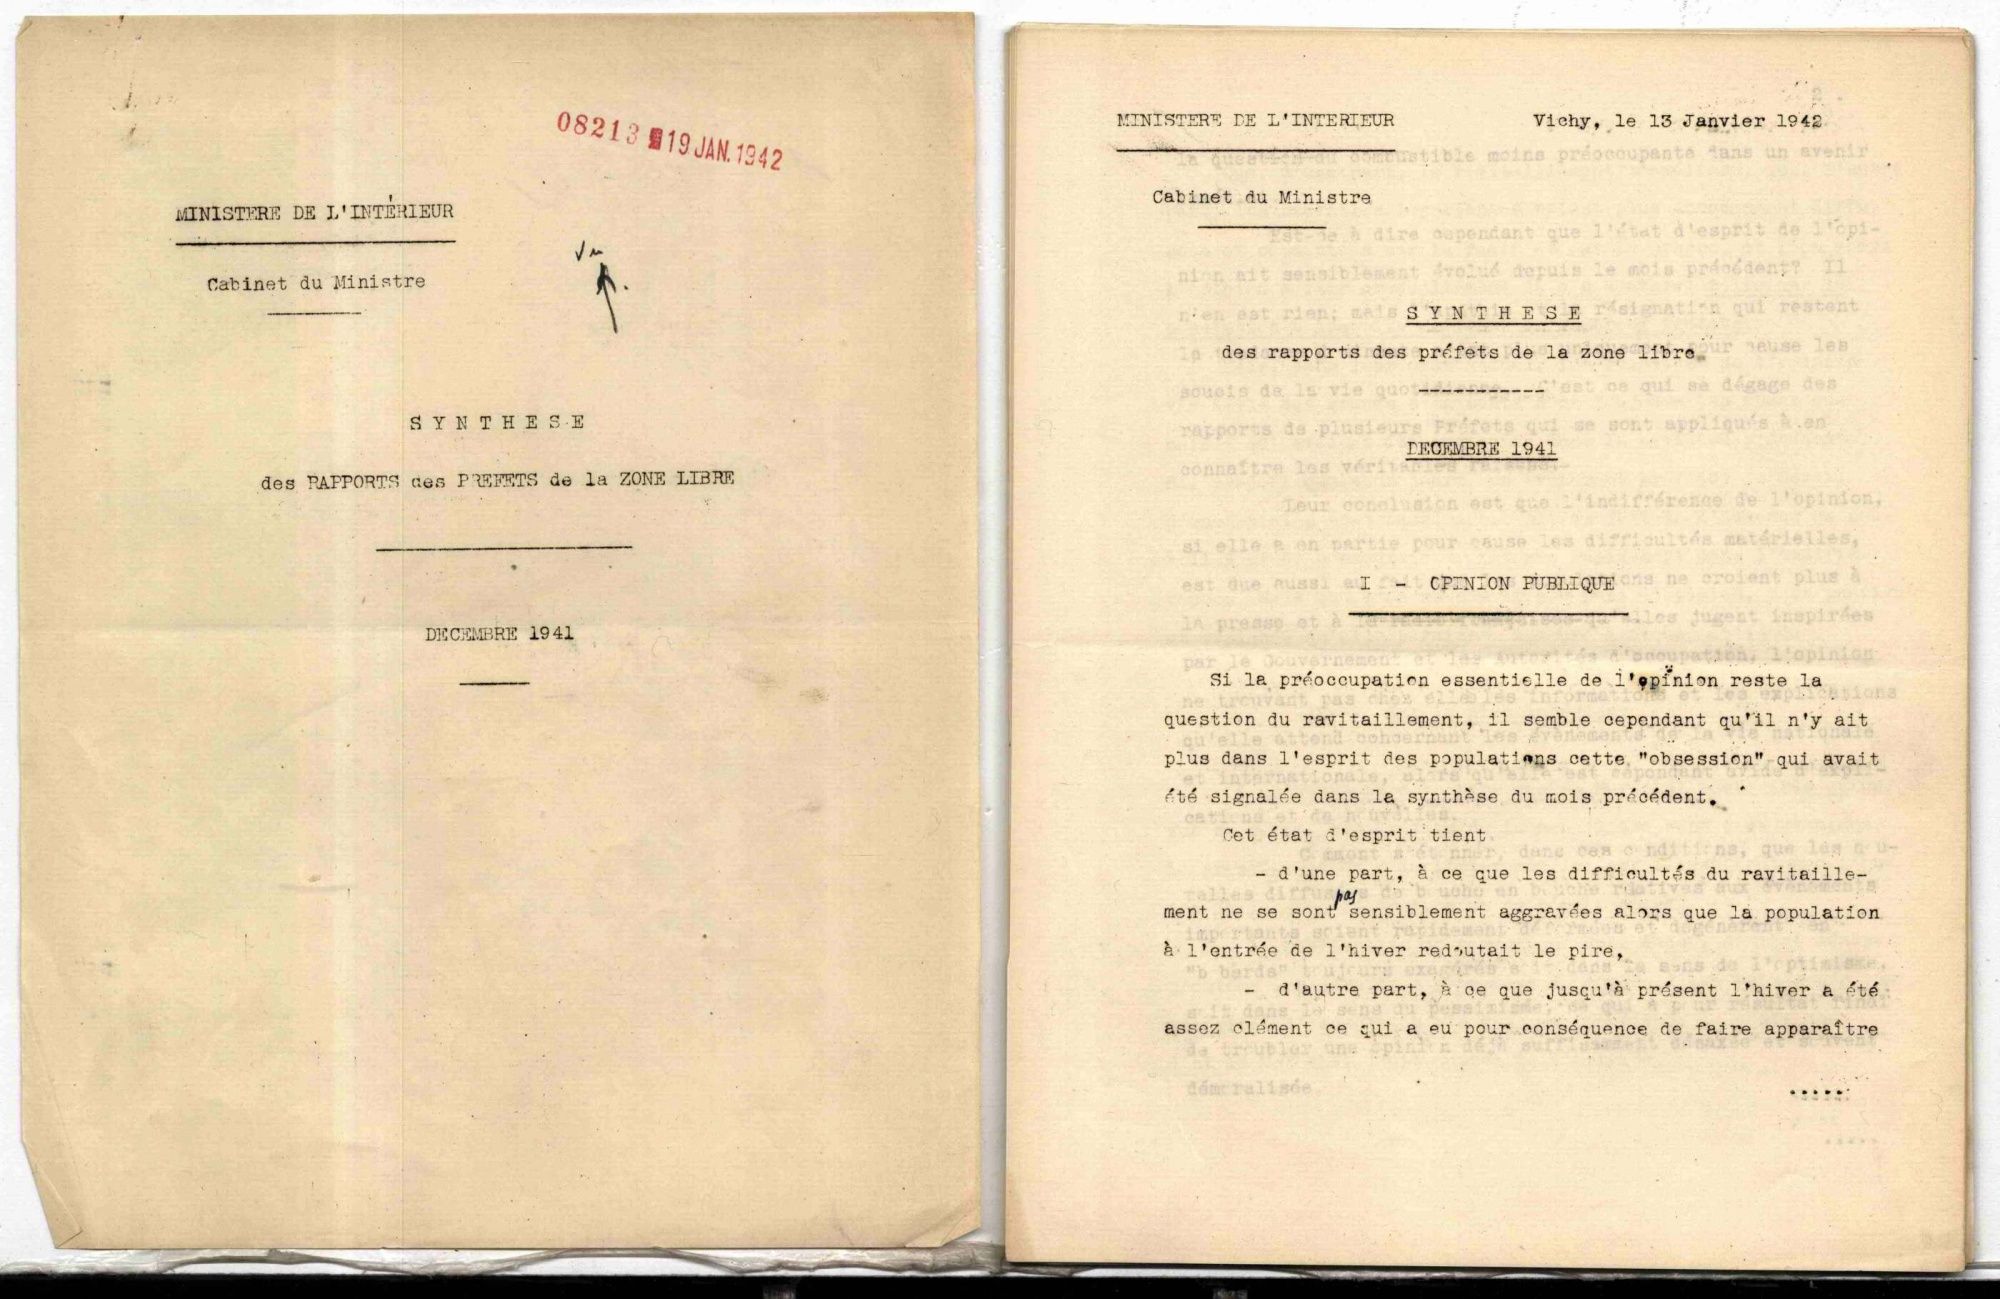 08213 19 JAN. 1942
MINISTERE DE L'INTÉRIEUR
Vu
Cabinet du Ministre
S Y N T H E S E
des RAPPORTS des PREFETS de la ZONE LIBRE
DECEMBRE 1941
MINISTERE DE L'INTERIEUR
Vichy, le 13 Janvier 1942
Cabinet du Ministre
S Y N T H E S E
des rapports des préfets de la zone libre
DECEMBRE 1941
I - OPINION PUBLIQUE
Si la préoccupation essentielle de l'opinion reste la
question du ravitaillement, il semble cependant qu'il n'y ait
plus dans l'esprit des populations cette "obsession" qui avait
été signalée dans la synthèse du mois précédent.
Cet état d'esprit tient
- d'une part, à ce que les difficultés du ravitaille-
ment ne se sont pas sensiblement aggravées alors que la population
à l'entrée de l'hiver redoutait le pire,
- d'autre part, à ce que jusqu'à présent l'hiver a été
assez clément ce qui a eu pour conséquence de faire apparaître
.....